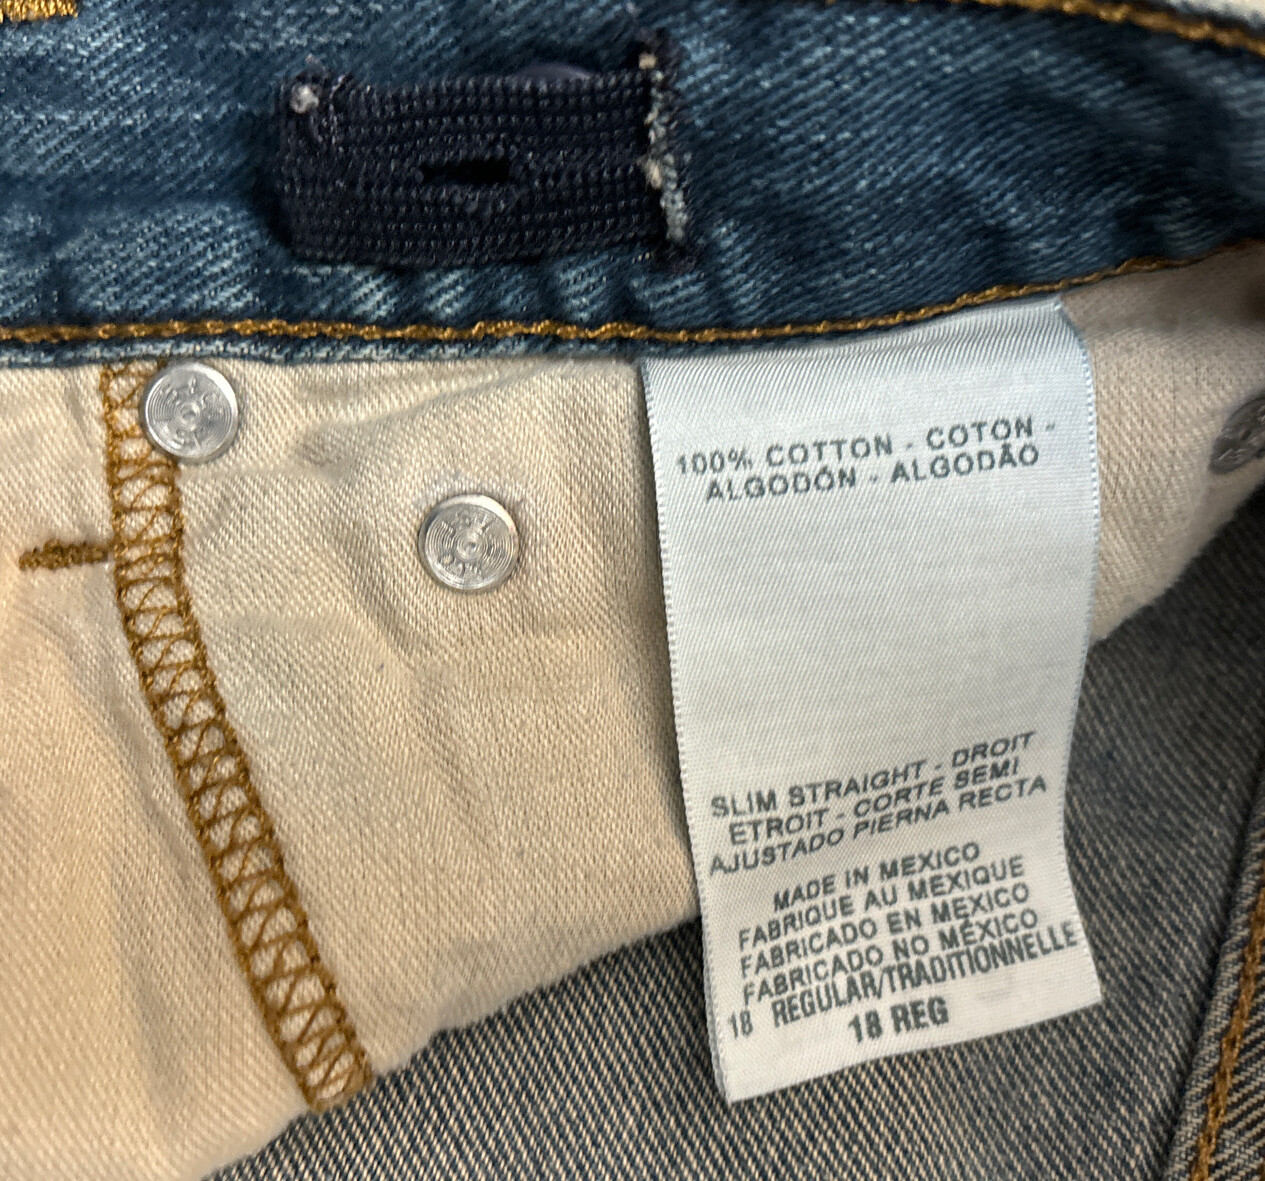 100% COTTON - COTON -
ALGODÓN - ALGODÃO
SLIM STRAIGHT - DROIT
ETROIT - CORTE SEMI
AJUSTADO PIERNA RECTA
MADE IN MEXICO
FABRIQUE AU MEXIQUE
FABRICADO EN MEXICO
FABRICADO NO MÉXICO
18 REGULAR/TRADITIONNELLE
18 REG